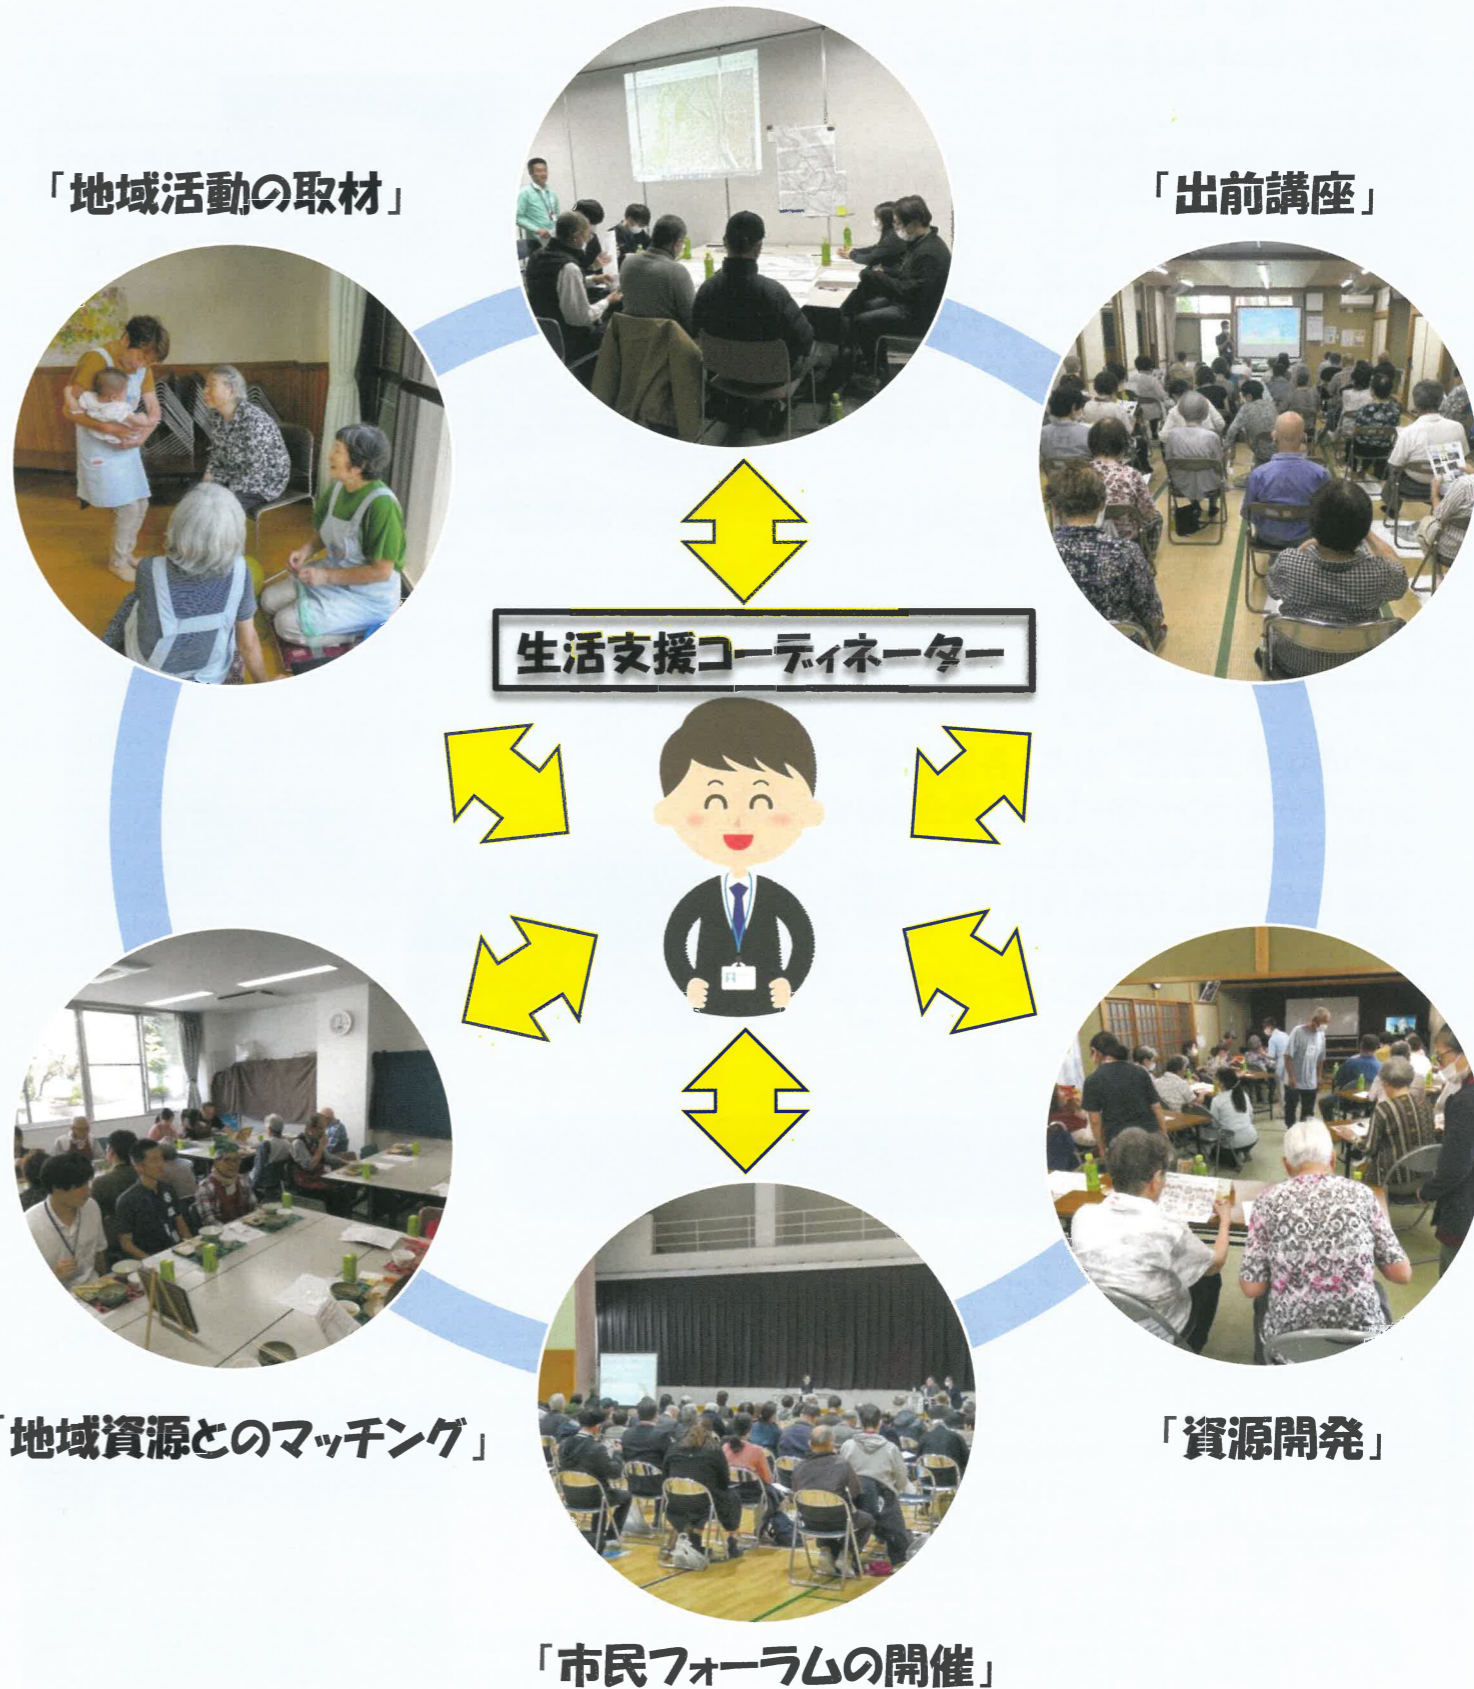 「地域活動の取材」
「出前講座」
生活支援コーディネーター
「地域資源とのマッチング」
「資源開発」
「市民フォーラムの開催」